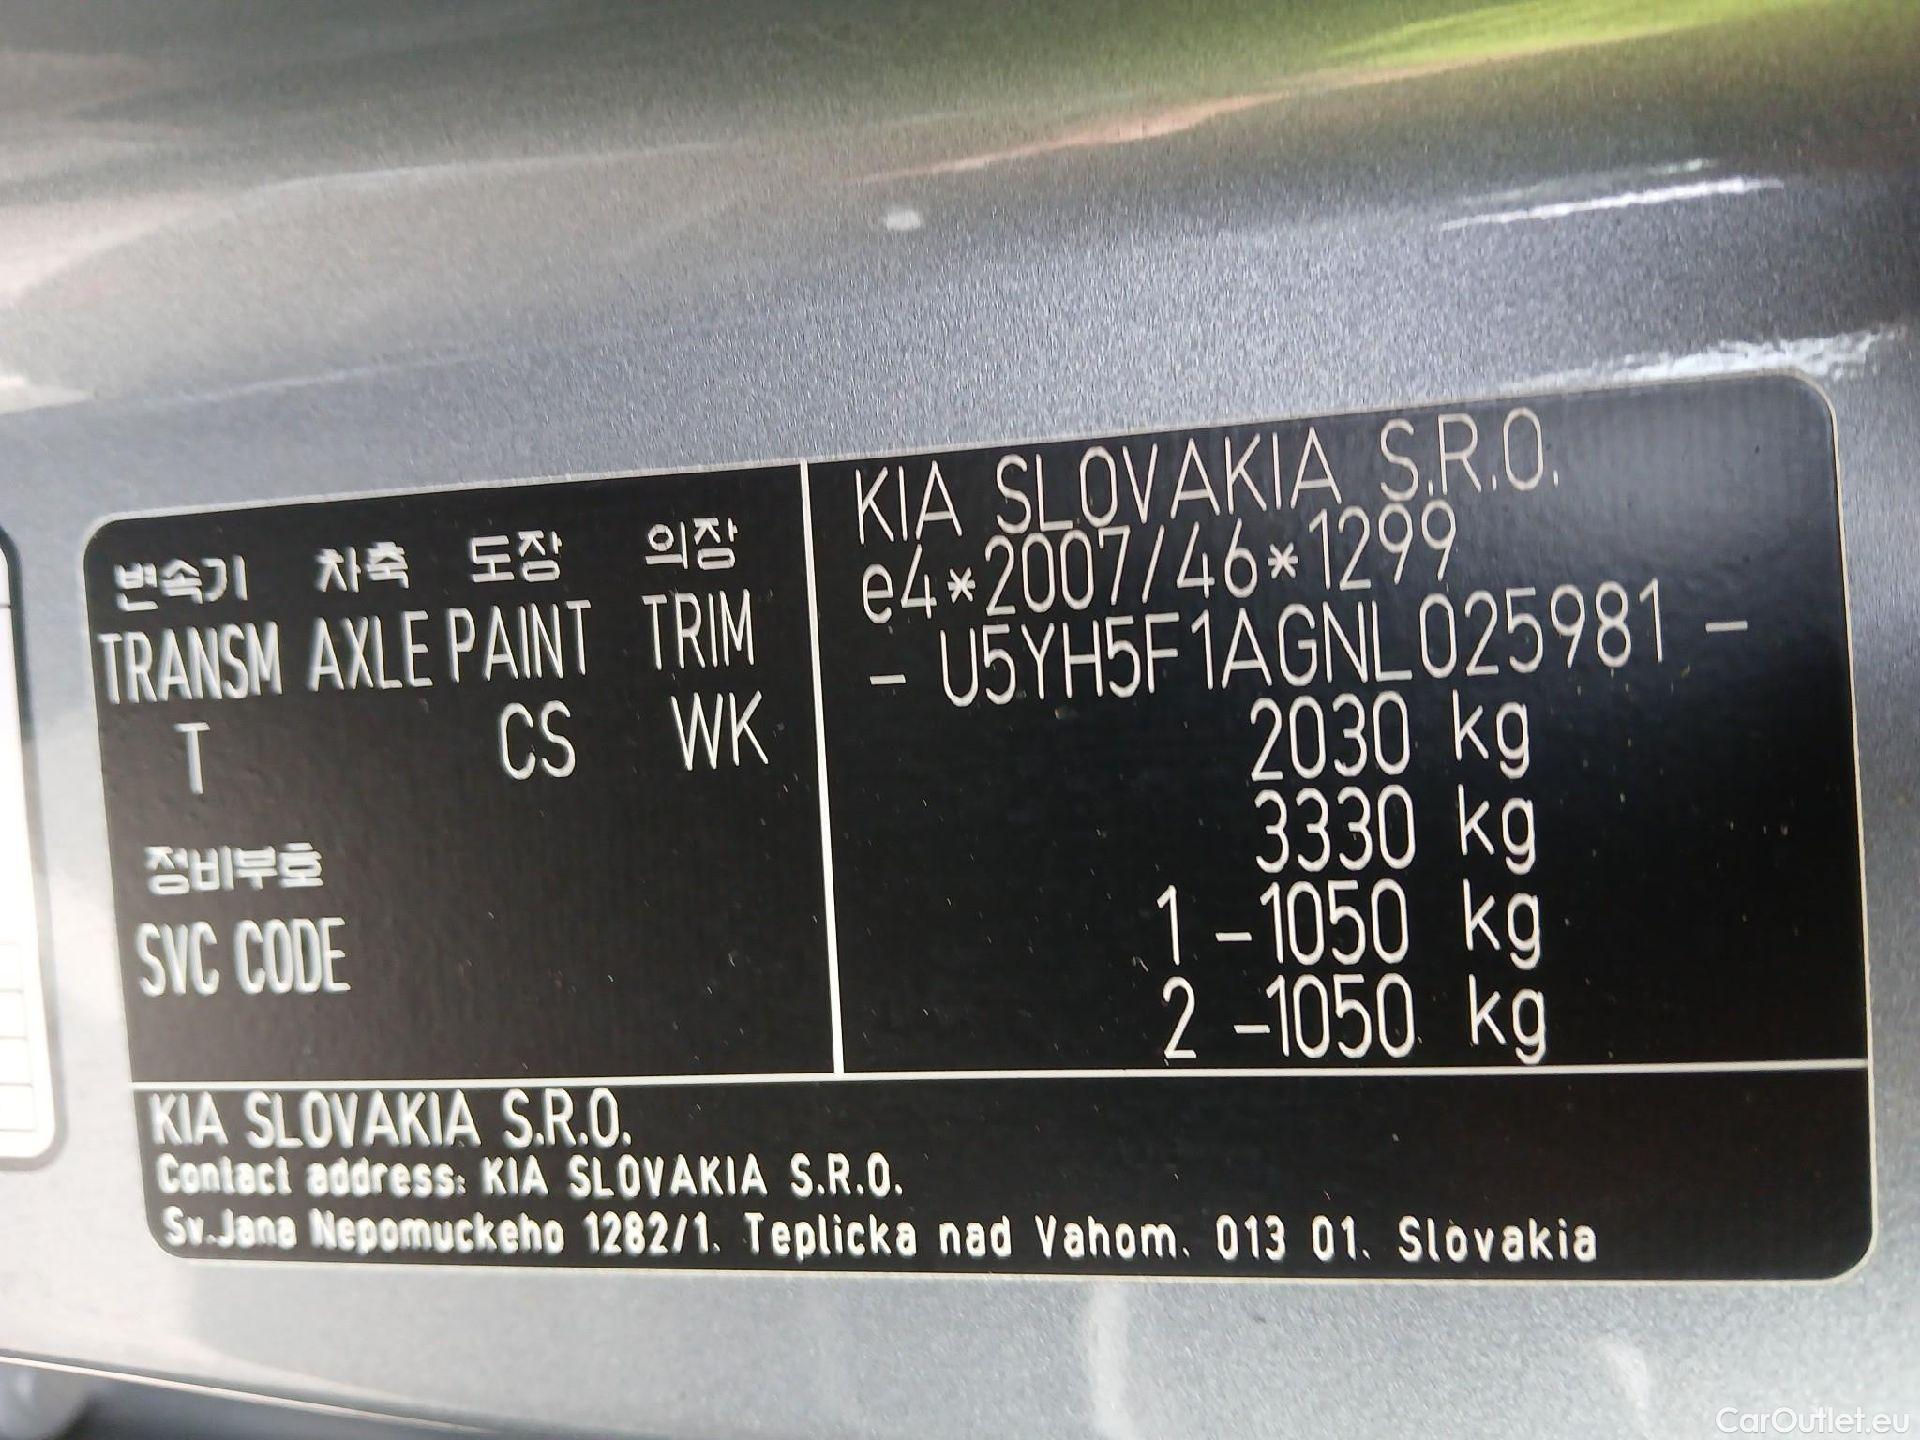 변속기 차축 도장 의장
TRANSM AXLE PAINT TRIM
T CS WK
정비부호
SVC CODE
KIA SLOVAKIA S.R.O.
e4*2007/46*1299
- U5YH5F1AGNL025981 -
2030 kg
3330 kg
1 -1050 kg
2 -1050 kg
KIA SLOVAKIA S.R.O.
Contact address: KIA SLOVAKIA S.R.O.
Sv.Jana Nepomuckeho 1282/1. Teplicka nad Vahom. 013 01. Slovakia
CarOutlet.eu